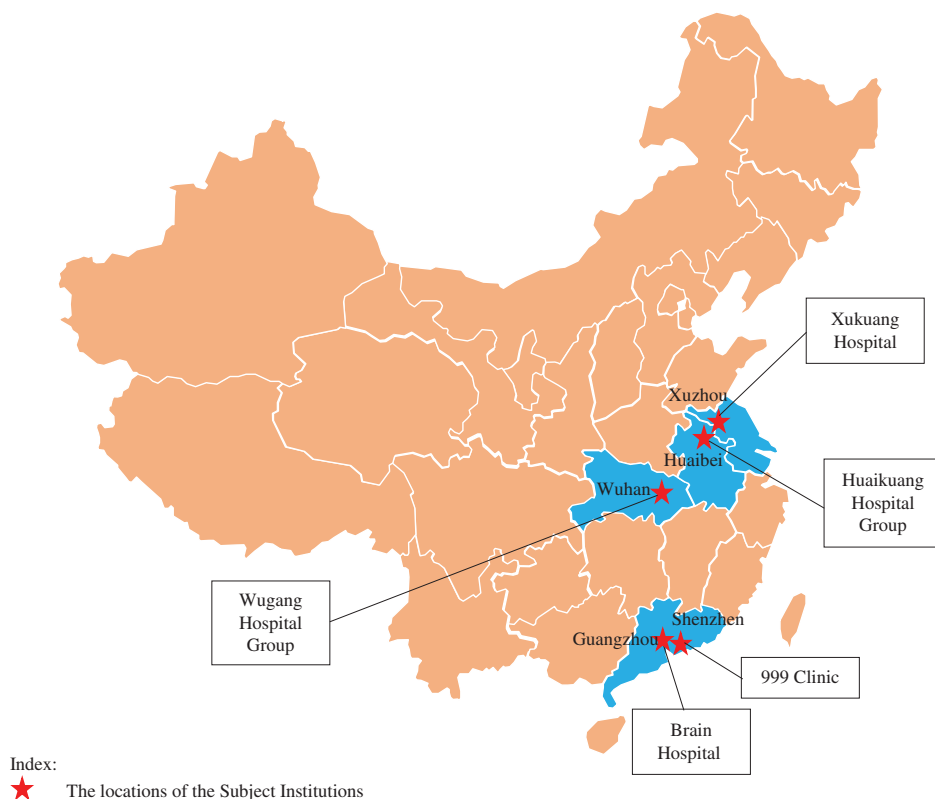 Xukuang
Hospital
Xuzhou
Huaibei
Huaikuang
Hospital
Group
Wuhan
Wugang
Hospital
Group
Shenzhen
Guangzhou
999 Clinic
Brain
Hospital
Index:
The locations of the Subject Institutions